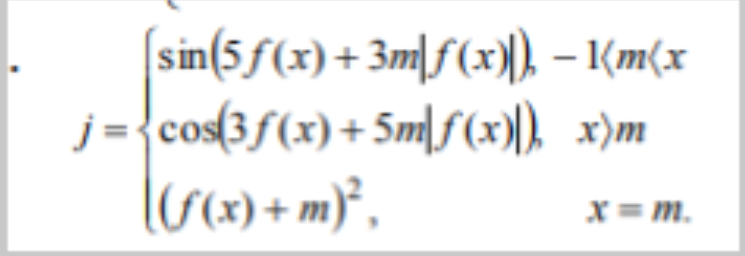 . sin(5f(x) + 3m|f(x)|), – 1⟨m⟨x
j = { cos(3f(x) + 5m|f(x)|), x⟩m
(f(x) + m)², x = m.